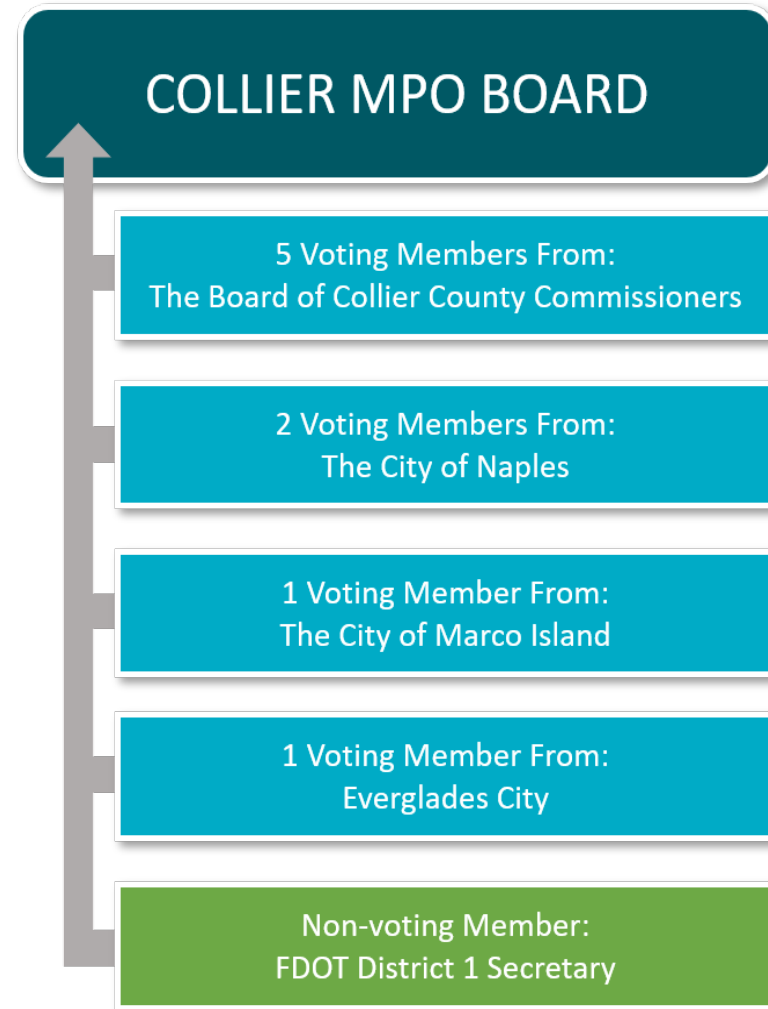 COLLIER MPO BOARD
5 Voting Members From:
The Board of Collier County Commissioners
2 Voting Members From:
The City of Naples
1 Voting Member From:
The City of Marco Island
1 Voting Member From:
Everglades City
Non-voting Member:
FDOT District 1 Secretary